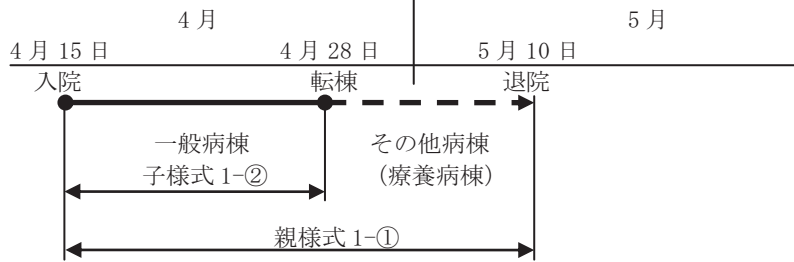 4月 5月
4月15日 4月28日 5月10日
入院 転棟 退院
一般病棟 その他病棟
子様式1-② (療養病棟)
親様式1-①